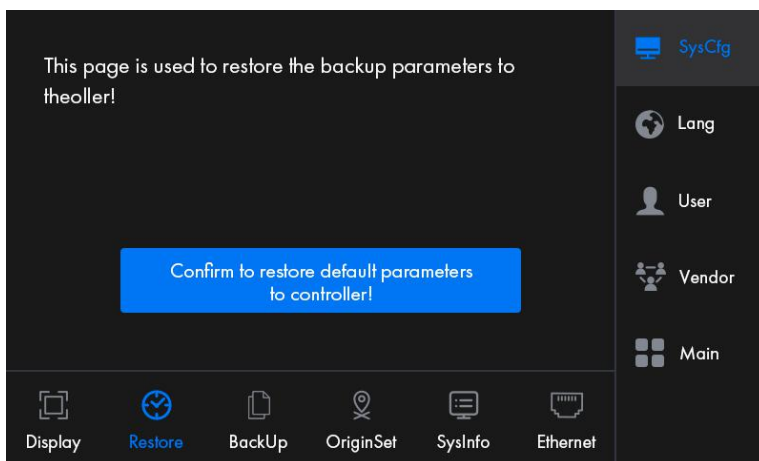 This page is used to restore the backup parameters to
theoller!
Confirm to restore default parameters
to controller!
Display
Restore
BackUp
OriginSet
SysInfo
Ethernet
SysCfg
Lang
User
Vendor
Main